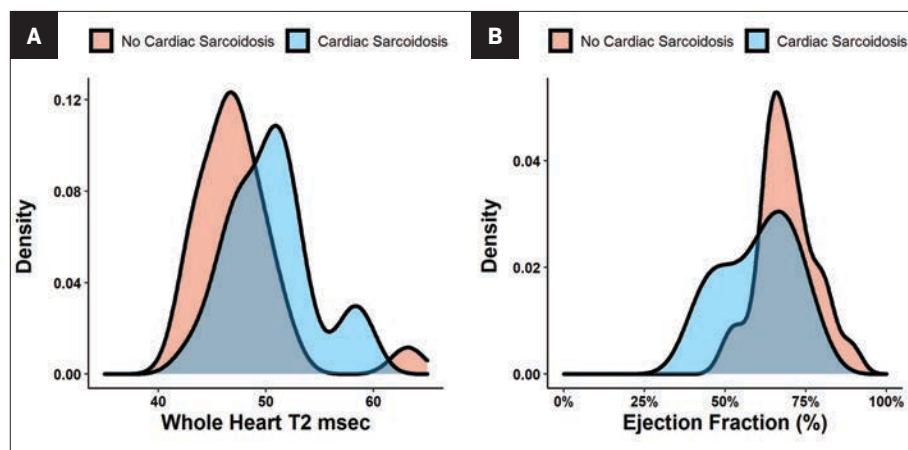 A
No Cardiac Sarcoidosis Cardiac Sarcoidosis
0.12
0.08
0.04
0.00
Density
40 50 60
Whole Heart T2 msec
B
No Cardiac Sarcoidosis Cardiac Sarcoidosis
0.04
0.02
0.00
Density
0% 25% 50% 75% 100%
Ejection Fraction (%)